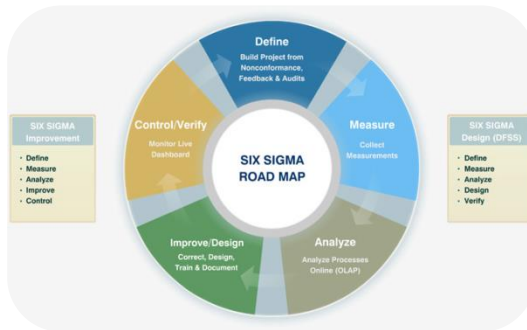 Define
Build Project from
Nonconformance,
Feedback & Audits
Control/Verify
Monitor Live
Dashboard
Measure
Collect
Measurements
SIX SIGMA
ROAD MAP
Improve/Design
Correct, Design,
Train & Document
Analyze
Analyze Processes
Online (OLAP)
SIX SIGMA
Improvement
• Define
• Measure
• Analyze
• Improve
• Control
SIX SIGMA
Design (DFSS)
• Define
• Measure
• Analyze
• Design
• Verify